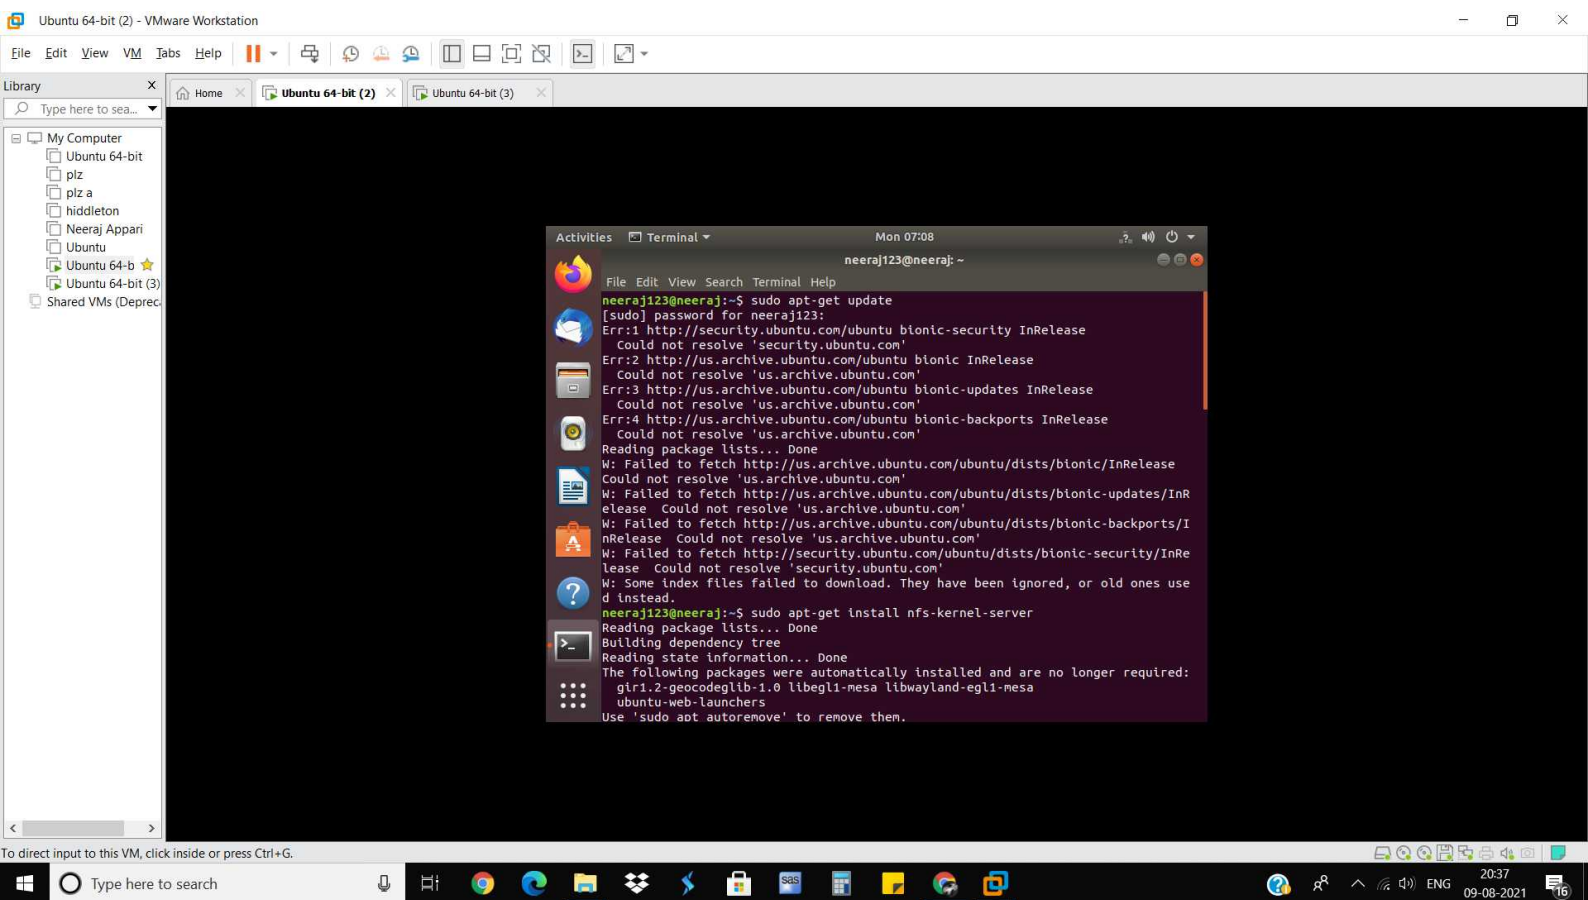 Ubuntu 64-bit (2) - VMware Workstation
File Edit View VM Tabs Help
Library
Type here to sea...
Home
Ubuntu 64-bit (2)
Ubuntu 64-bit (3)
My Computer
Ubuntu 64-bit
plz
plz a
hiddleton
Neeraj Appari
Ubuntu
Ubuntu 64-b
Ubuntu 64-bit (3)
Shared VMs (Depreca
Activities
Terminal
Mon 07:08
neeraj123@neeraj: ~
File Edit View Search Terminal Help
neeraj123@neeraj:~$ sudo apt-get update
[sudo] password for neeraj123:
Err:1 http://security.ubuntu.com/ubuntu bionic-security InRelease
Could not resolve 'security.ubuntu.com'
Err:2 http://us.archive.ubuntu.com/ubuntu bionic InRelease
Could not resolve 'us.archive.ubuntu.com'
Err:3 http://us.archive.ubuntu.com/ubuntu bionic-updates InRelease
Could not resolve 'us.archive.ubuntu.com'
Err:4 http://us.archive.ubuntu.com/ubuntu bionic-backports InRelease
Could not resolve 'us.archive.ubuntu.com'
Reading package lists... Done
W: Failed to fetch http://us.archive.ubuntu.com/ubuntu/dists/bionic/InRelease
Could not resolve 'us.archive.ubuntu.com'
W: Failed to fetch http://us.archive.ubuntu.com/ubuntu/dists/bionic-updates/InR
elease  Could not resolve 'us.archive.ubuntu.com'
W: Failed to fetch http://us.archive.ubuntu.com/ubuntu/dists/bionic-backports/I
nRelease  Could not resolve 'us.archive.ubuntu.com'
W: Failed to fetch http://security.ubuntu.com/ubuntu/dists/bionic-security/InRe
lease  Could not resolve 'security.ubuntu.com'
W: Some index files failed to download. They have been ignored, or old ones use
d instead.
neeraj123@neeraj:~$ sudo apt-get install nfs-kernel-server
Reading package lists... Done
Building dependency tree
Reading state information... Done
The following packages were automatically installed and are no longer required:
gir1.2-geocodeglib-1.0 libegl1-mesa libwayland-egl1-mesa
ubuntu-web-launchers
Use 'sudo apt autoremove' to remove them.
To direct input to this VM, click inside or press Ctrl+G.
Type here to search
sas
ENG
20:37
09-08-2021
16